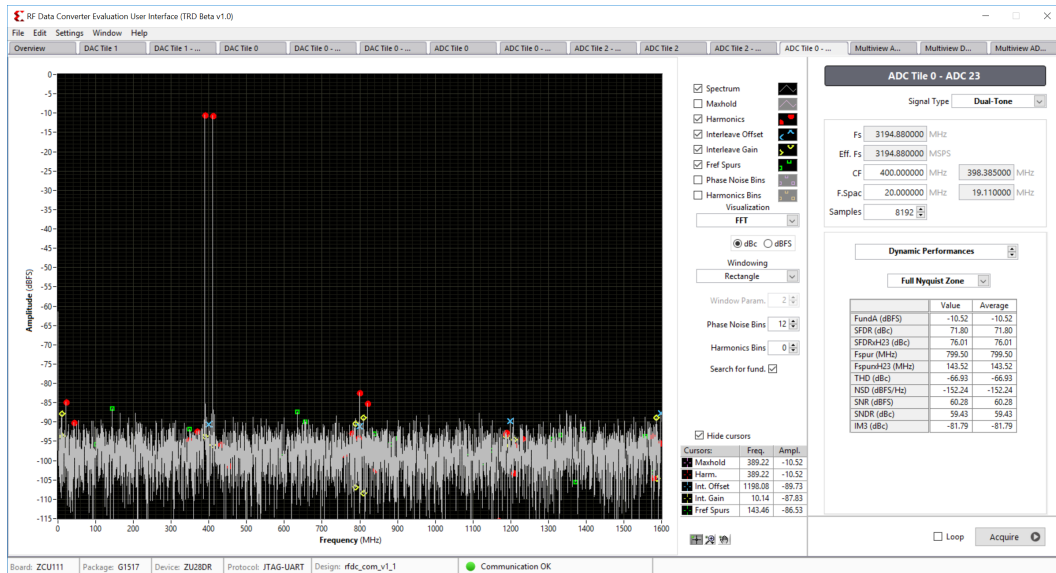 RF Data Converter Evaluation User Interface (TRD Beta v1.0)
File Edit Settings Window Help
Overview DAC Tile 1 DAC Tile 1 - ... DAC Tile 0 DAC Tile 0 - ... DAC Tile 0 - ... ADC Tile 0 ADC Tile 0 - ... ADC Tile 2 - ... ADC Tile 2 ADC Tile 2 - ... ADC Tile 0 - ... Multiview A... Multiview D... Multiview AD...
Amplitude (dBFS)
0-
-5-
-10-
-15-
-20-
-25-
-30-
-35-
-40-
-45-
-50-
-55-
-60-
-65-
-70-
-75-
-80-
-85-
-90-
-95-
-100-
-105-
-110-
-115-
0 100 200 300 400 500 600 700 800 900 1000 1100 1200 1300 1400 1500 1600
Frequency (MHz)
Spectrum
Maxhold
Harmonics
Interleave Offset
Interleave Gain
Fref Spurs
Phase Noise Bins
Harmonics Bins
Visualization
FFT
dBc dBFS
Windowing
Rectangle
Window Param. 2
Phase Noise Bins 12
Harmonics Bins 0
Search for fund.
Hide cursors
Cursors: Freq. Ampl.
Maxhold 389.22 -10.52
Harm. 389.22 -10.52
Int. Offset 1198.08 -89.73
Int. Gain 10.14 -87.83
Fref Spurs 143.46 -86.53
ADC Tile 0 - ADC 23
Signal Type Dual-Tone
Fs 3194.880000 MHz
Eff. Fs 3194.880000 MSPS
CF 400.000000 MHz 398.385000 MHz
F.Spac 20.000000 MHz 19.110000 MHz
Samples 8192
Dynamic Performances
Full Nyquist Zone
Value Average
FundA (dBFS) -10.52 -10.52
SFDR (dBc) 71.80 71.80
SFDRxH23 (dBc) 76.01 76.01
Fspur (MHz) 799.50 799.50
FspurxH23 (MHz) 143.52 143.52
THD (dBc) -66.93 -66.93
NSD (dBFS/Hz) -152.24 -152.24
SNR (dBFS) 60.28 60.28
SNDR (dBFS) 59.43 59.43
IM3 (dBc) -81.79 -81.79
Loop Acquire
Board: ZCU111 Package: G1517 Device: ZU28DR Protocol: JTAG-UART Design: rfdc_com_v1_1 Communication OK